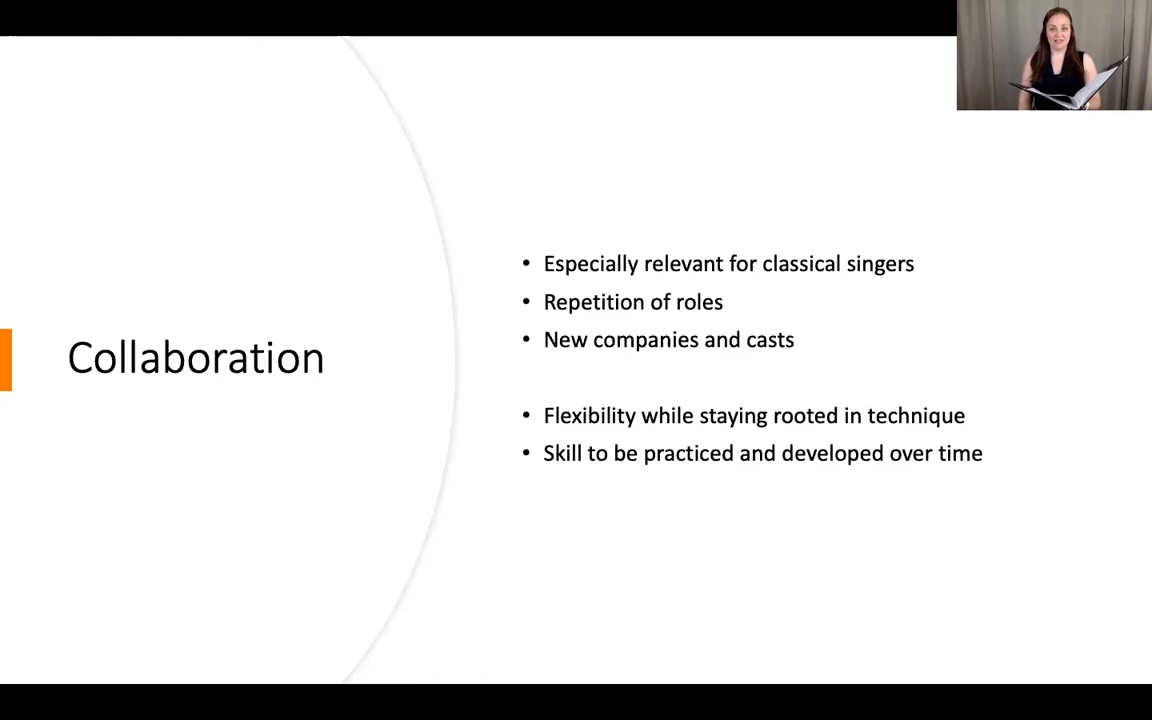 Collaboration
• Especially relevant for classical singers
• Repetition of roles
• New companies and casts
• Flexibility while staying rooted in technique
• Skill to be practiced and developed over time